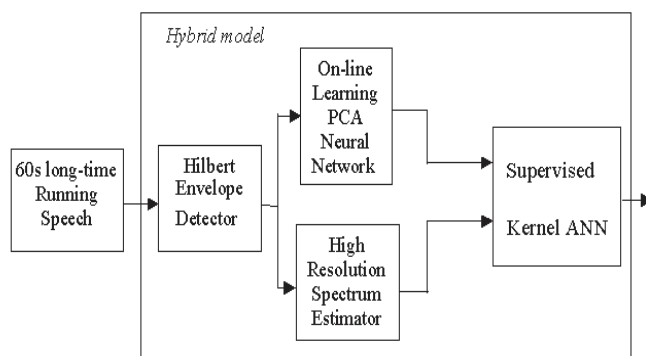 Hybrid model
60s long-time
Running
Speech
Hilbert
Envelope
Detector
On-line
Learning
PCA
Neural
Network
High
Resolution
Spectrum
Estimator
Supervised
Kernel ANN